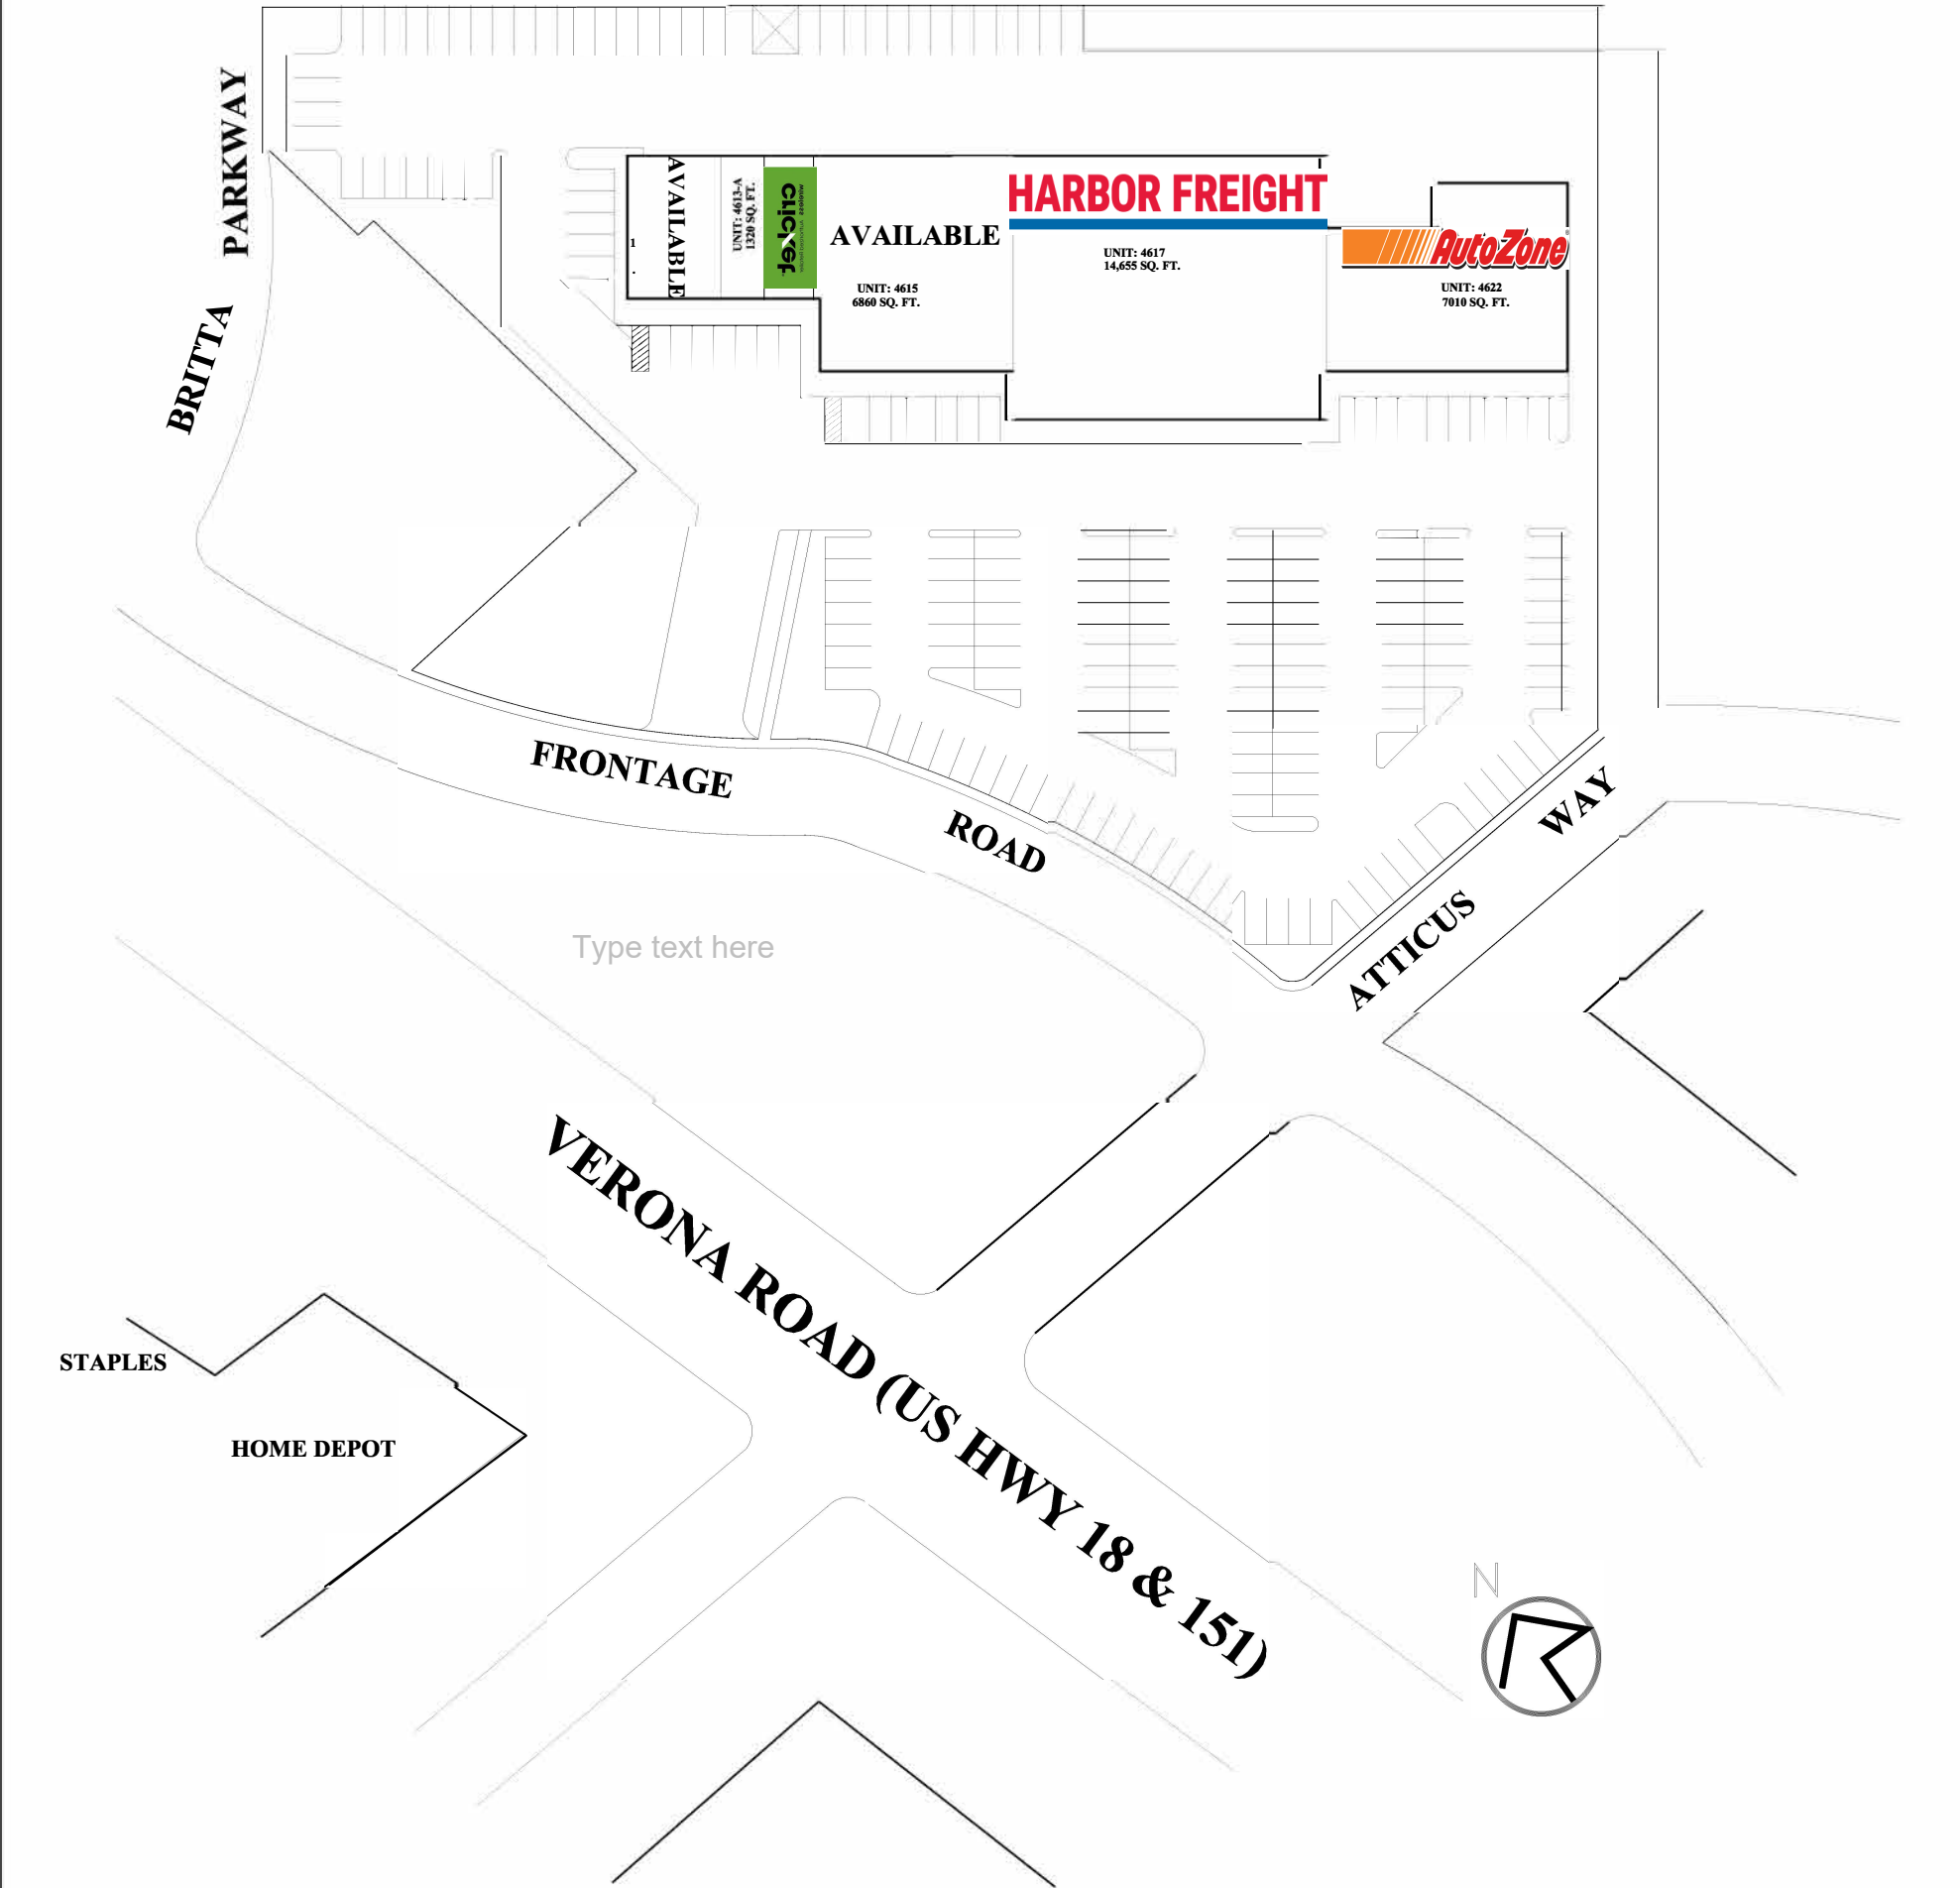 BRITTA PARKWAY
1
AVAILABLE
UNIT: 4613-A
1320 SQ. FT.
cricket
wireless
AVAILABLE
UNIT: 4615
6860 SQ. FT.
HARBOR FREIGHT
UNIT: 4617
14,655 SQ. FT.
AutoZone
UNIT: 4622
7010 SQ. FT.
FRONTAGE ROAD
ATTICUS WAY
Type text here
VERONA ROAD (US HWY 18 & 151)
STAPLES
HOME DEPOT
N